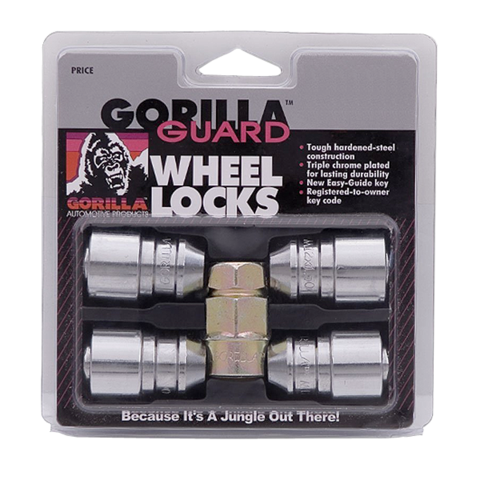 PRICE
GORILLA™
GUARD
WHEEL
LOCKS
GORILLA
AUTOMOTIVE PRODUCTS
• Tough hardened-steel
construction
• Triple chrome plated
for lasting durability
• New Easy-Guide key
• Registered-to-owner
key code
GORILLA
Because It's A Jungle Out There!